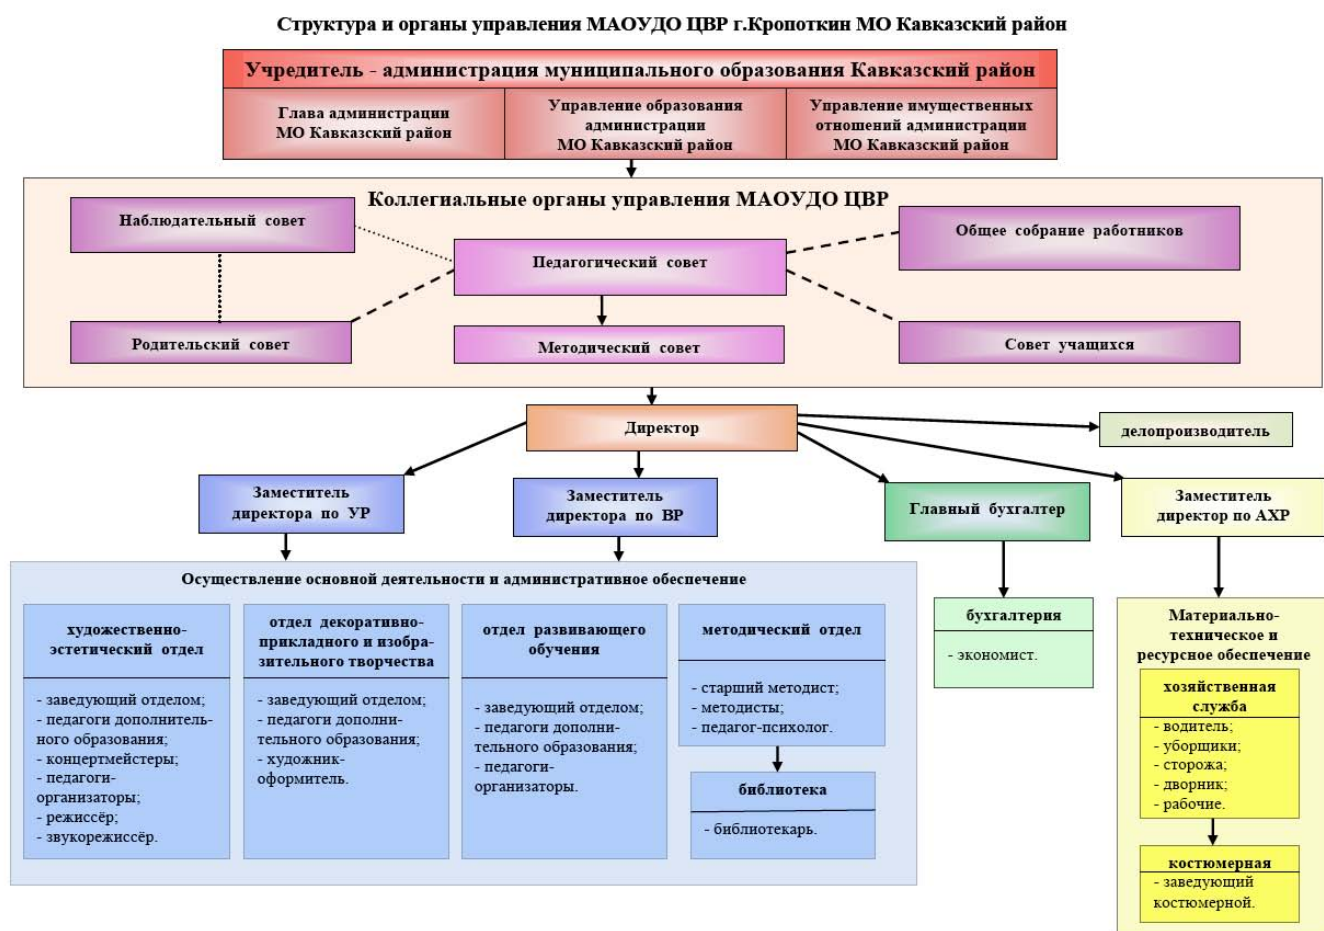 Структура и органы управления МАОУДО ЦВР г.Кропоткин МО Кавказский район
Учредитель - администрация муниципального образования Кавказский район
Глава администрации
МО Кавказский район
Управление образования
администрации
МО Кавказский район
Управление имущественных
отношений администрации
МО Кавказский район
Коллегиальные органы управления МАОУДО ЦВР
Наблюдательный совет
Общее собрание работников
Педагогический совет
Родительский совет
Методический совет
Совет учащихся
Директор
делопроизводитель
Заместитель
директора по УР
Заместитель
директора по ВР
Главный бухгалтер
Заместитель
директор по АХР
Осуществление основной деятельности и административное обеспечение
художественно-
эстетический отдел
- заведующий отделом;
- педагоги дополнитель-
ного образования;
- концертмейстеры;
- педагоги-
организаторы;
- режиссёр;
- звукорежиссёр.
отдел декоративно-
прикладного и изобра-
зительного творчества
- заведующий отделом;
- педагоги дополни-
тельного образования;
- художник-
оформитель.
отдел развивающего
обучения
- заведующий отделом;
- педагоги дополни-
тельного образования;
- педагоги-
организаторы.
методический отдел
- старший методист;
- методисты;
- педагог-психолог.
библиотека
- библиотекарь.
бухгалтерия
- экономист.
Материально-
техническое и
ресурсное обеспечение
хозяйственная
служба
- водитель;
- уборщики;
- сторожа;
- дворник;
- рабочие.
костюмерная
- заведующий
костюмерной.